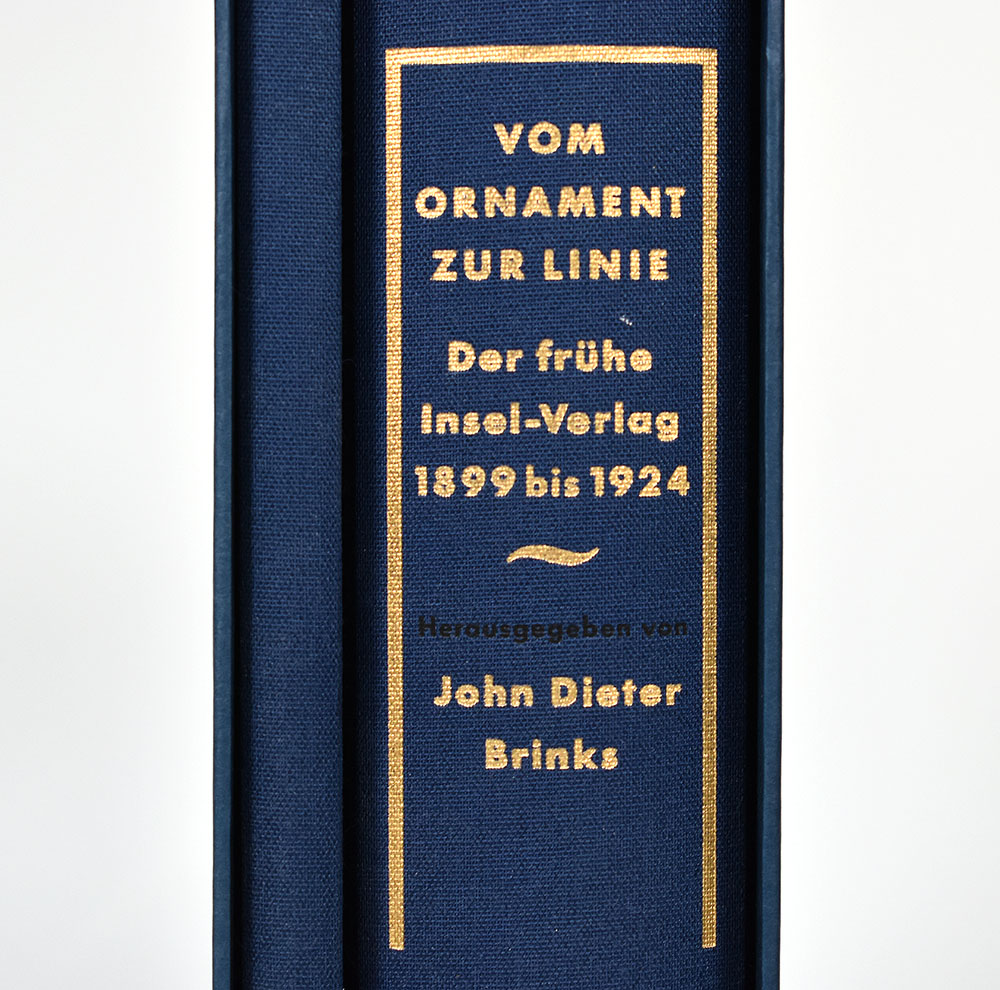 VOM
ORNAMENT
ZUR LINIE
Der frühe
Insel-Verlag
1899 bis 1924
Herausgegeben von
John Dieter
Brinks